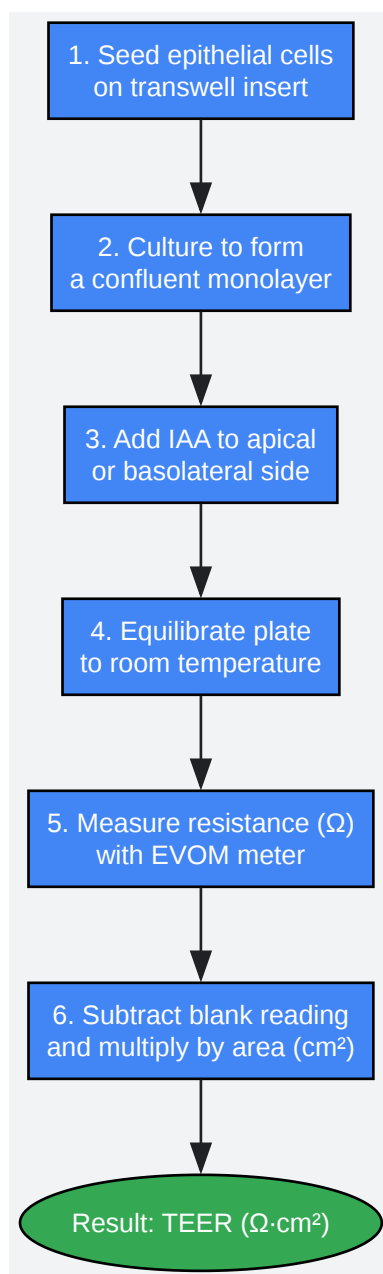 1. Seed epithelial cells
on transwell insert
2. Culture to form
a confluent monolayer
3. Add IAA to apical
or basolateral side
4. Equilibrate plate
to room temperature
5. Measure resistance (Ω)
with EVOM meter
6. Subtract blank reading
and multiply by area (cm²)
Result: TEER (Ω·cm²)